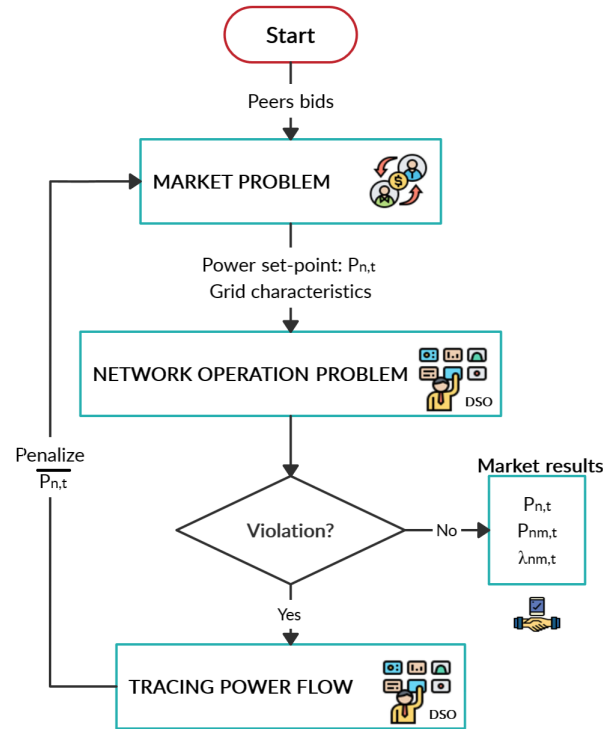 Start
Peers bids
MARKET PROBLEM
$
Power set-point: Pn,t
Grid characteristics
NETWORK OPERATION PROBLEM
DSO
Penalize
Pn,t
Violation?
No
Market results
Pn,t
Pnm,t
λnm,t
Yes
TRACING POWER FLOW
DSO